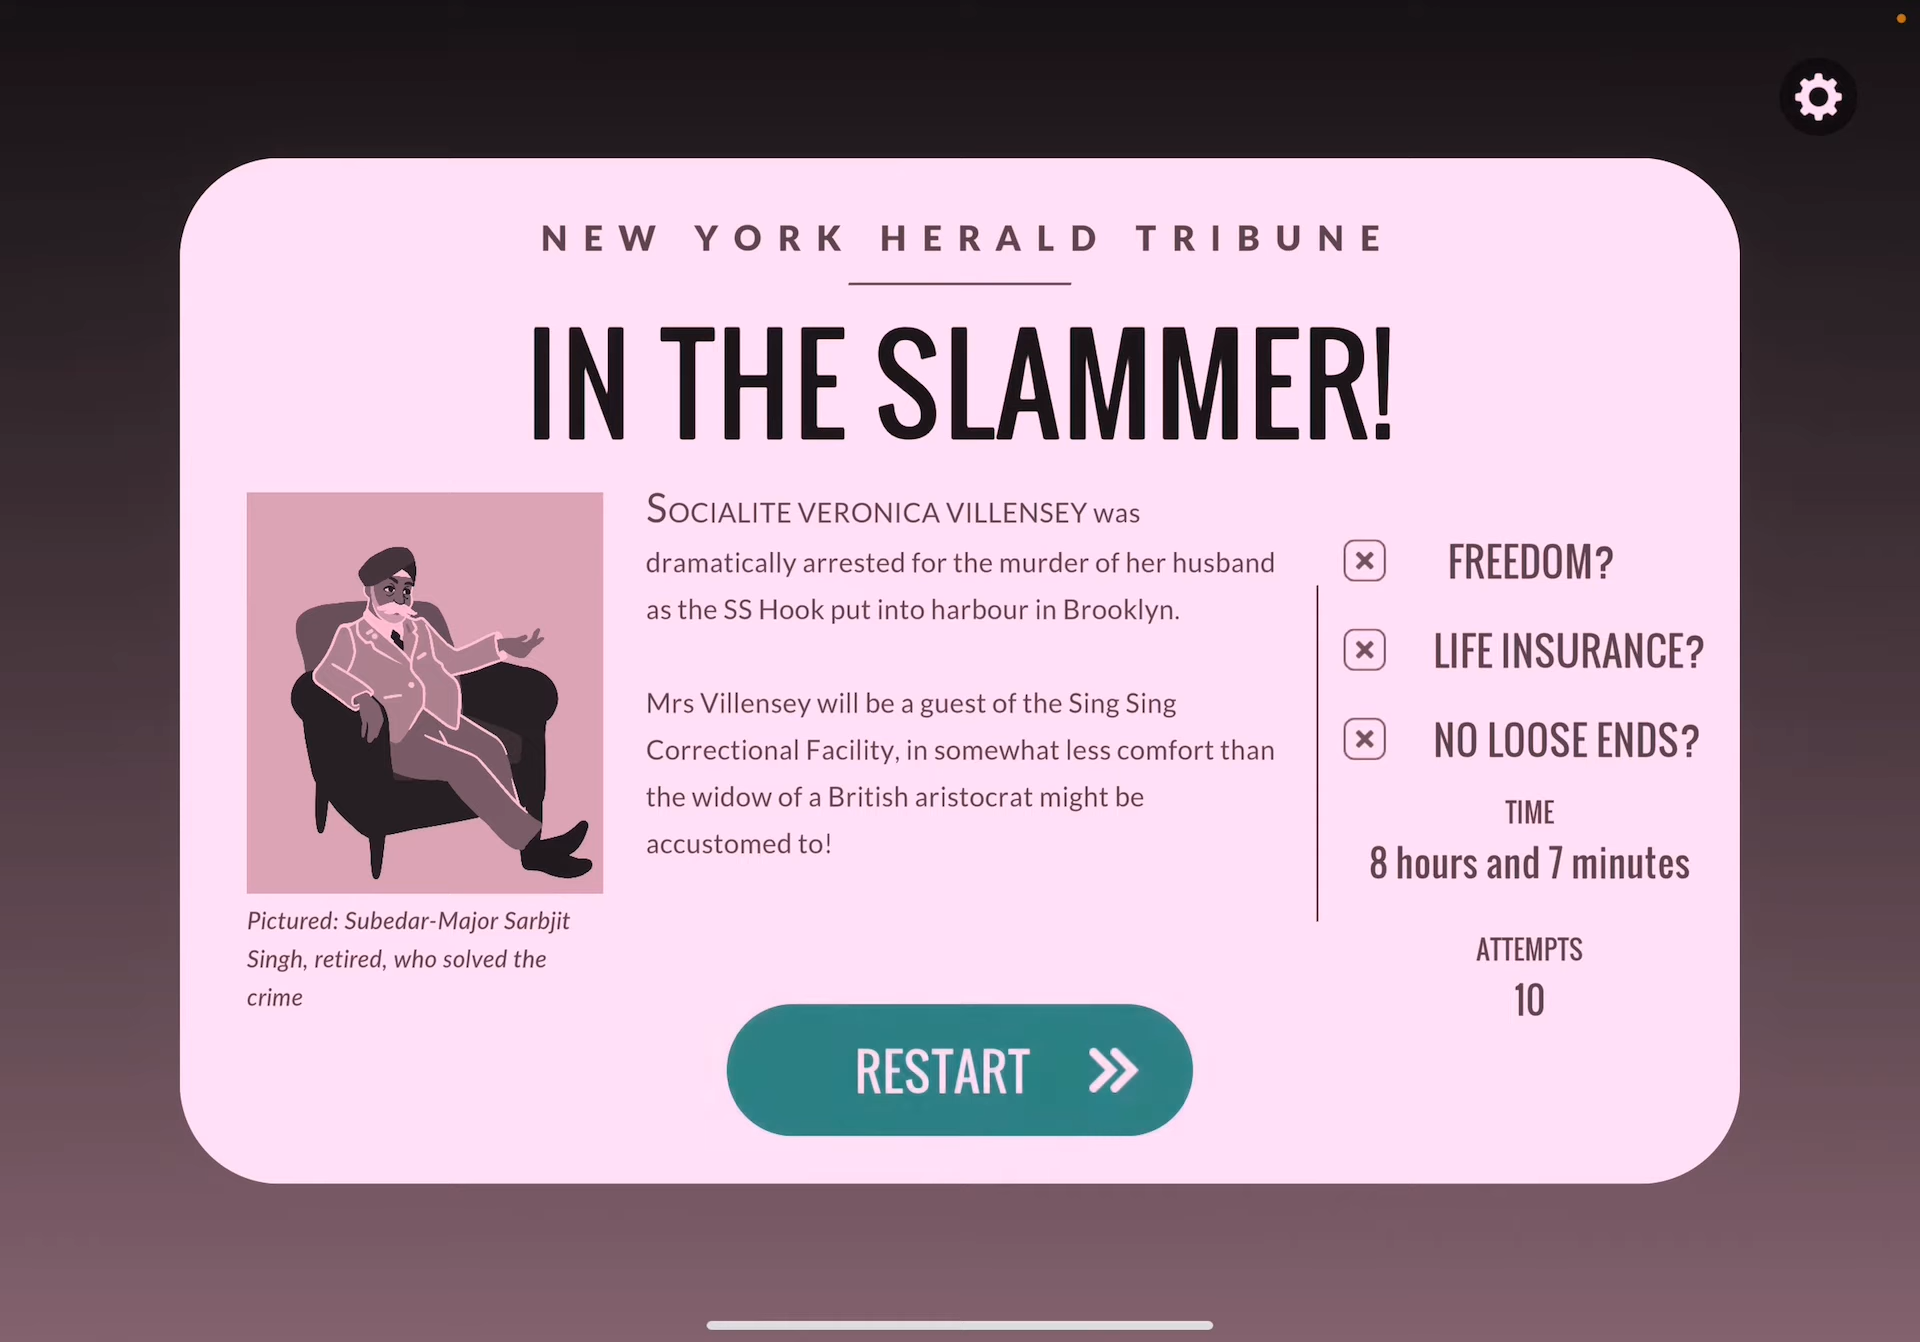 NEW YORK HERALD TRIBUNE
IN THE SLAMMER!
SOCIALITE VERONICA VILLENSEY was
dramatically arrested for the murder of her husband
as the SS Hook put into harbour in Brooklyn.
Mrs Villensey will be a guest of the Sing Sing
Correctional Facility, in somewhat less comfort than
the widow of a British aristocrat might be
accustomed to!
Pictured: Subedar-Major Sarbjit
Singh, retired, who solved the
crime
FREEDOM?
LIFE INSURANCE?
NO LOOSE ENDS?
TIME
8 hours and 7 minutes
ATTEMPTS
10
RESTART